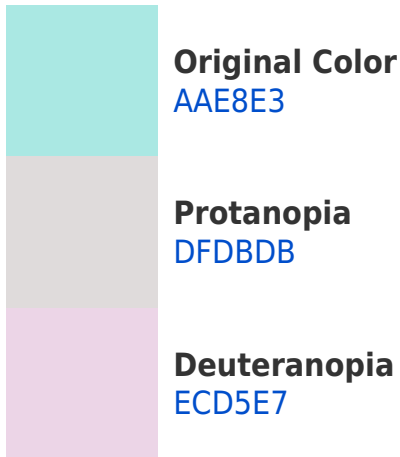 Original Color
AAE8E3
Protanopia
DFDBDB
Deuteranopia
ECD5E7